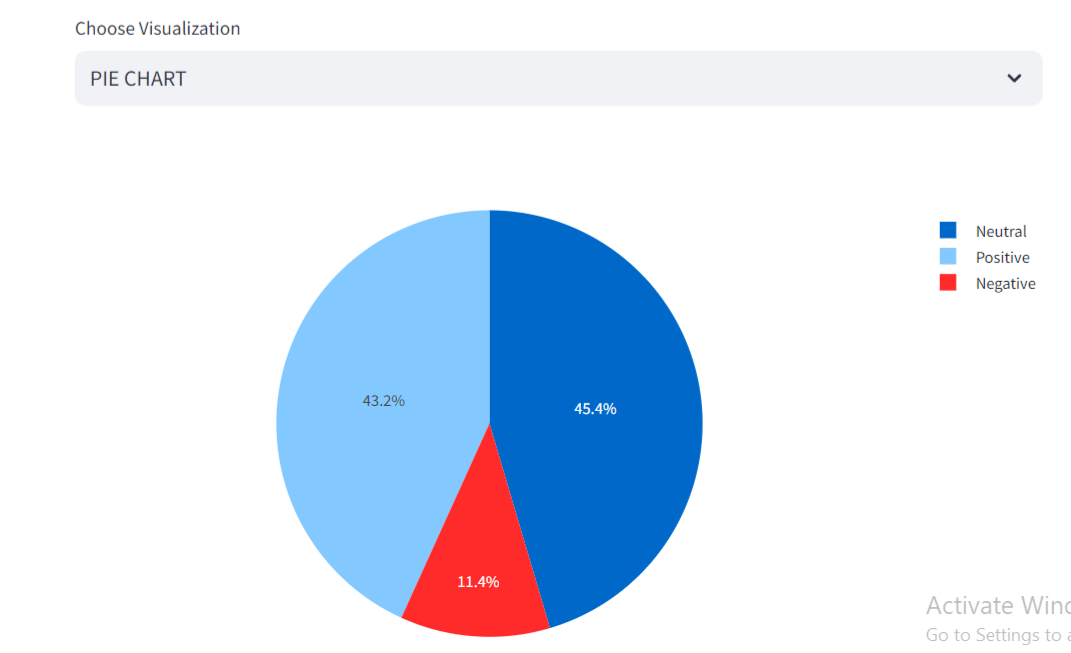 Choose Visualization
PIE CHART
Neutral
Positive
Negative
43.2%
45.4%
11.4%
Activate Wind
Go to Settings to a